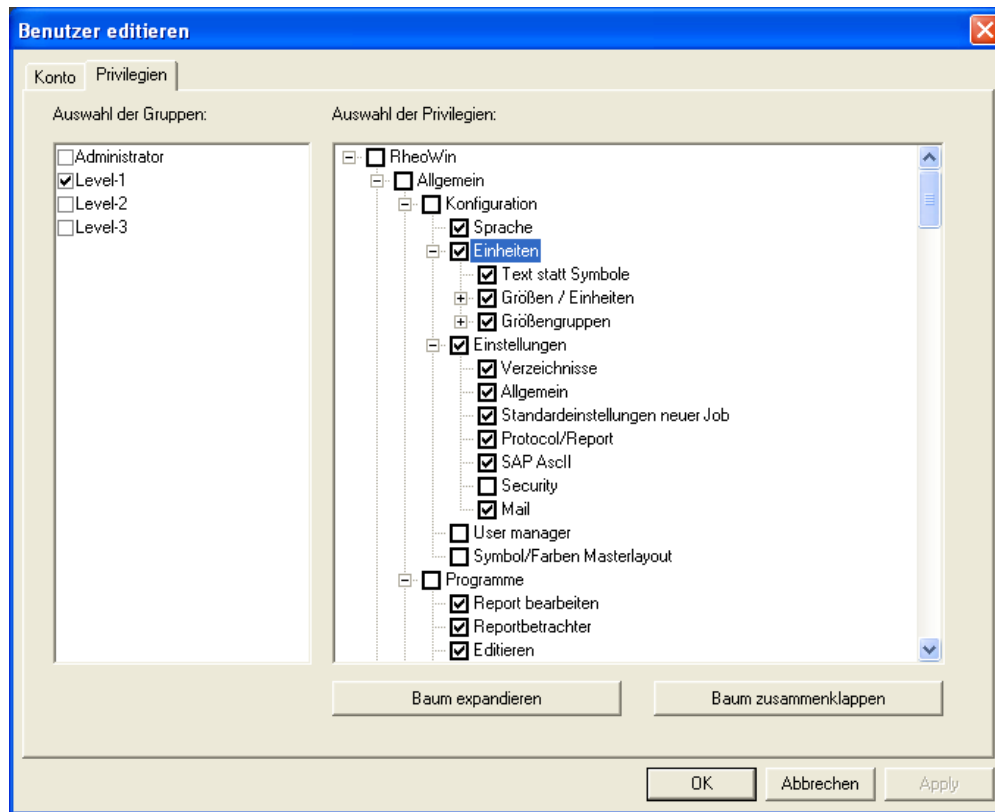 Benutzer editieren
Konto
Privilegien
Auswahl der Gruppen:
Administrator
Level-1
Level-2
Level-3
Auswahl der Privilegien:
RheoWin
Allgemein
Konfiguration
Sprache
Einheiten
Text statt Symbole
Größen / Einheiten
Größengruppen
Einstellungen
Verzeichnisse
Allgemein
Standardeinstellungen neuer Job
Protocol/Report
SAP AscII
Security
Mail
User manager
Symbol/Farben Masterlayout
Programme
Report bearbeiten
Reportbetrachter
Editieren
Baum expandieren
Baum zusammenklappen
OK
Abbrechen
Apply